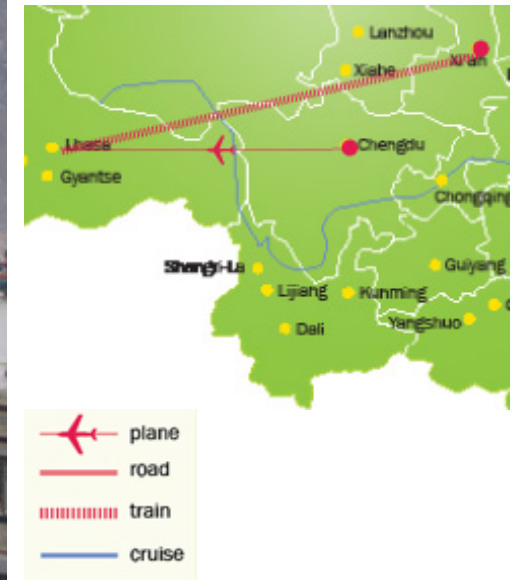 Lanzhou
Xiahe
Xi'an
Lhasa
Chengdu
Gyantse
Chongqing
Shangri-La
Guiyang
Lijiang
Kunming
Yangshuo
Dali
plane
road
train
cruise